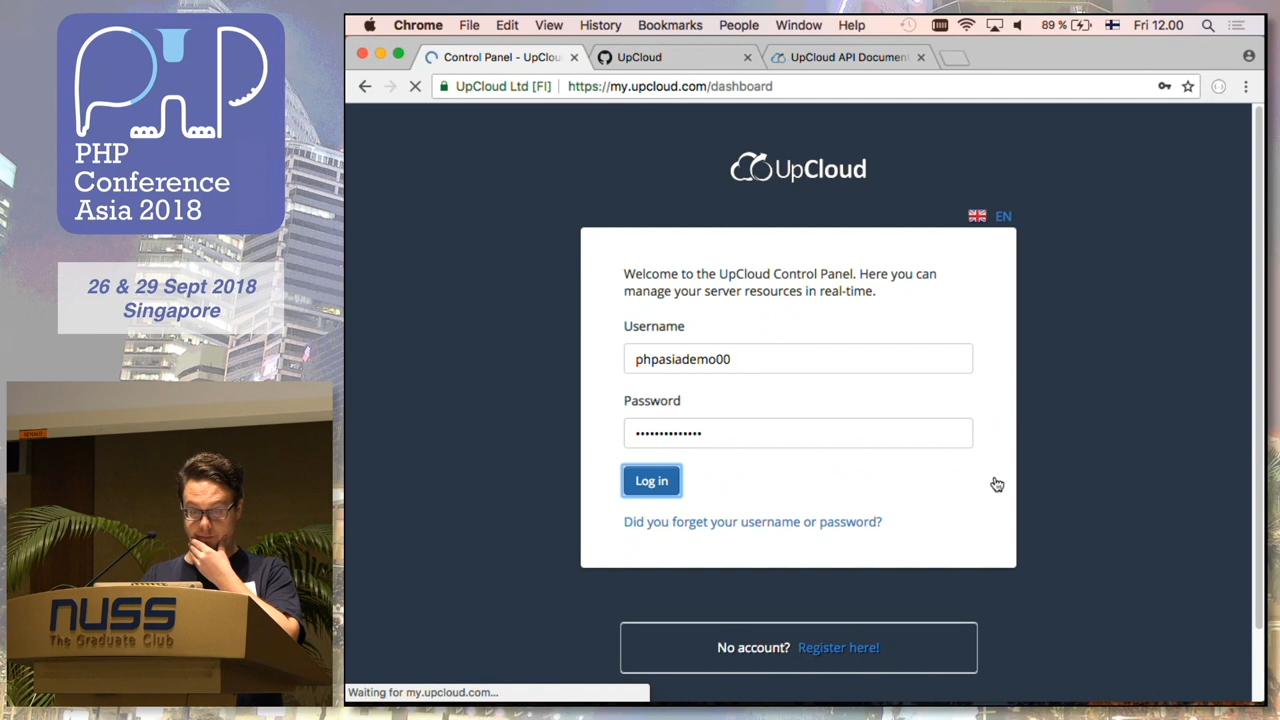 PHP
Conference
Asia 2018
26 & 29 Sept 2018
Singapore
nuss
The Graduate Club
Chrome File Edit View History Bookmarks People Window Help 89% Fri 12.00
Control Panel - UpClou
UpCloud
UpCloud API Document
UpCloud Ltd [FI] https://my.upcloud.com/dashboard
UpCloud
EN
Welcome to the UpCloud Control Panel. Here you can
manage your server resources in real-time.
Username
phpasiademo00
Password
••••••••••••••
Log in
Did you forget your username or password?
No account? Register here!
Waiting for my.upcloud.com...